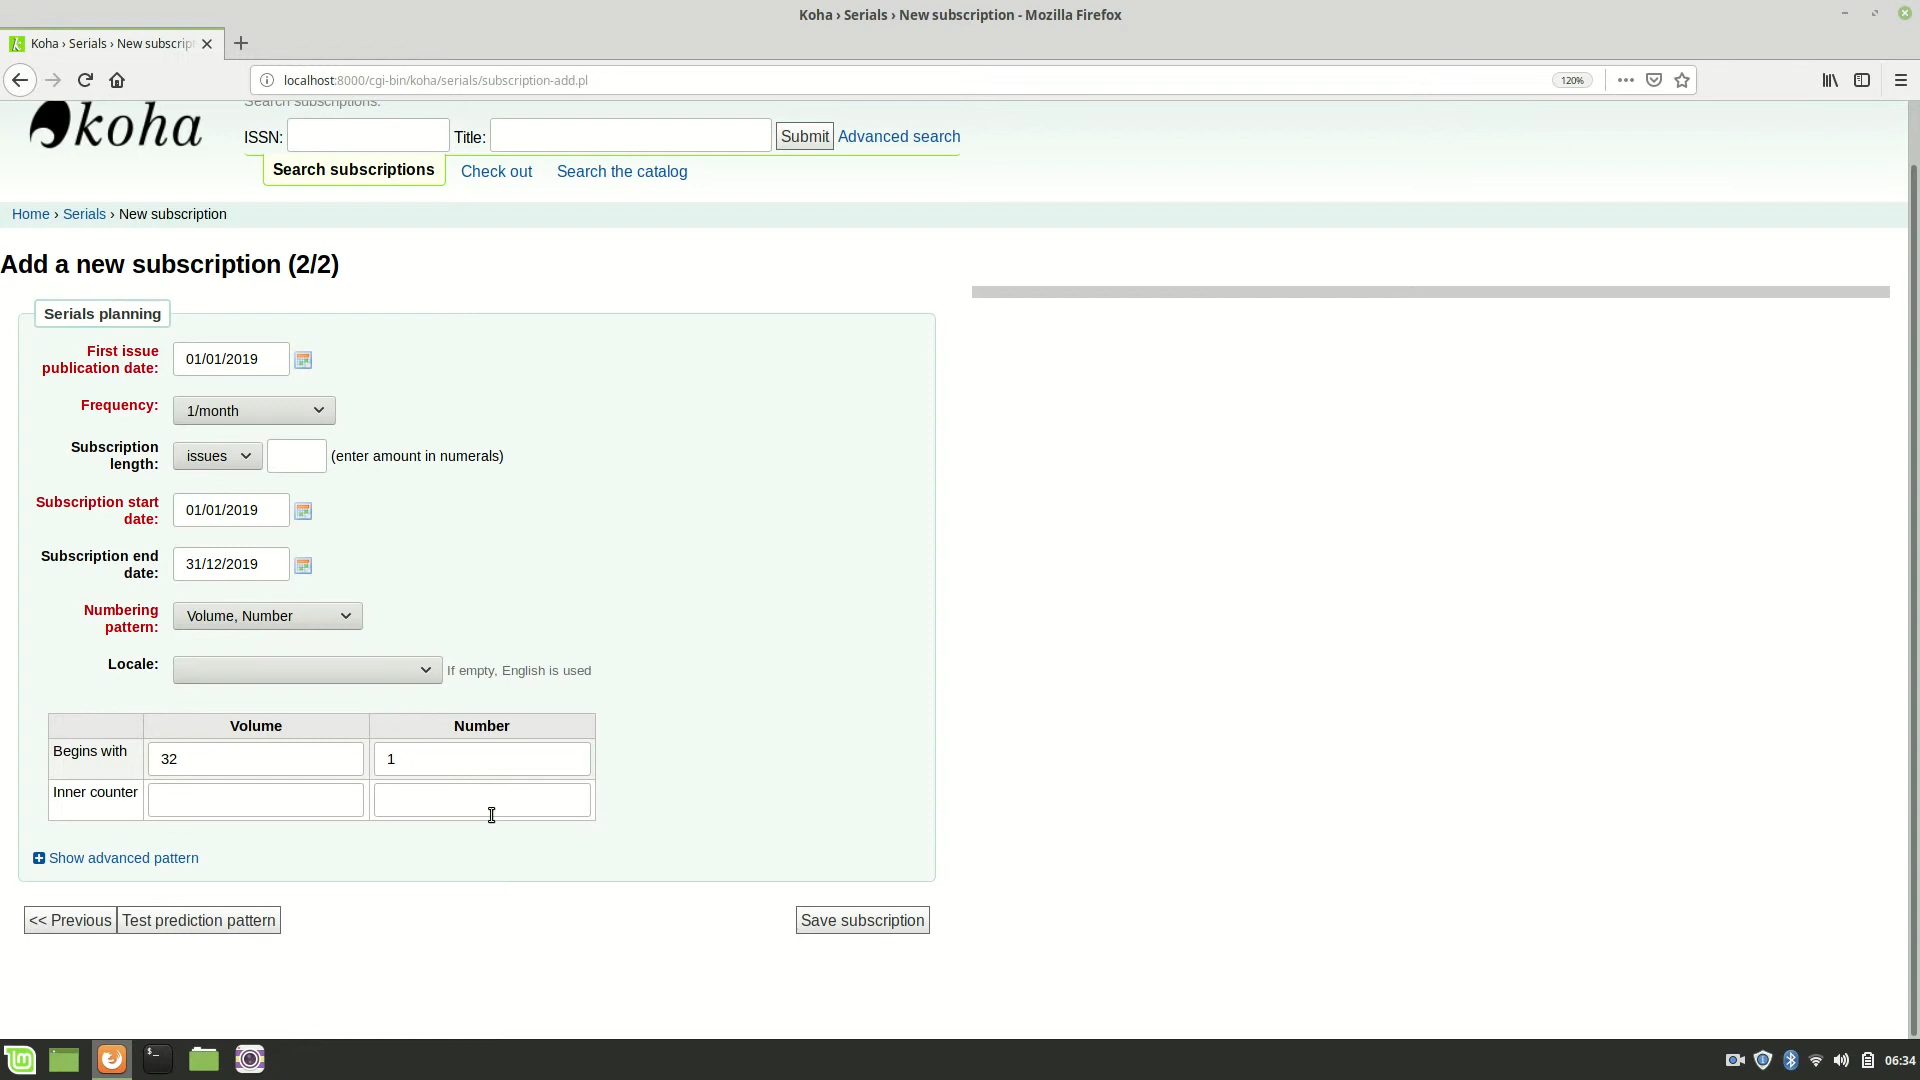 Koha › Serials › New subscription - Mozilla Firefox
Koha › Serials › New subscrip
localhost:8000/cgi-bin/koha/serials/subscription-add.pl
120%
Search subscriptions:
koha
ISSN: Title: Submit Advanced search
Search subscriptions Check out Search the catalog
Home › Serials › New subscription
Add a new subscription (2/2)
Serials planning
First issue publication date: 01/01/2019
Frequency: 1/month
Subscription length: issues (enter amount in numerals)
Subscription start date: 01/01/2019
Subscription end date: 31/12/2019
Numbering pattern: Volume, Number
Locale: If empty, English is used
Volume Number
Begins with 32 1
Inner counter
Show advanced pattern
<< Previous Test prediction pattern Save subscription
06:34